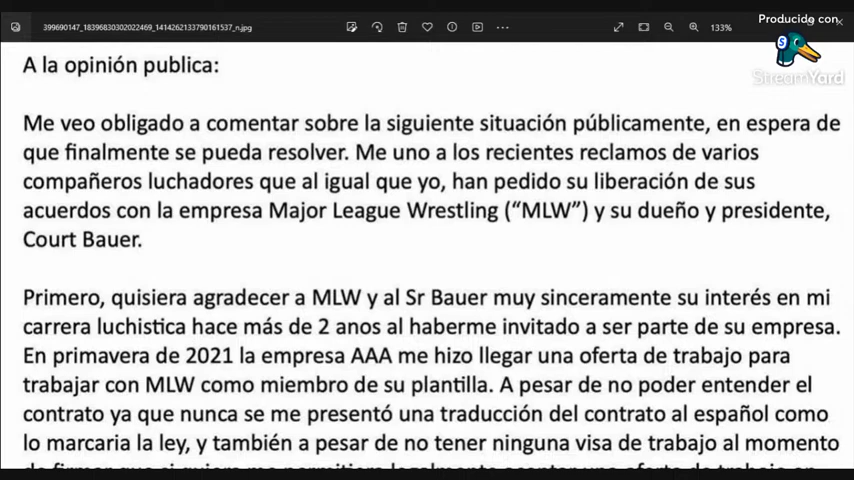 399690147_18396830302022469_1414262133790161537_n.jpg
133%
Producido con
StreamYard
A la opinión publica:
Me veo obligado a comentar sobre la siguiente situación públicamente, en espera de
que finalmente se pueda resolver. Me uno a los recientes reclamos de varios
compañeros luchadores que al igual que yo, han pedido su liberación de sus
acuerdos con la empresa Major League Wrestling (“MLW”) y su dueño y presidente,
Court Bauer.
Primero, quisiera agradecer a MLW y al Sr Bauer muy sinceramente su interés en mi
carrera luchistica hace más de 2 anos al haberme invitado a ser parte de su empresa.
En primavera de 2021 la empresa AAA me hizo llegar una oferta de trabajo para
trabajar con MLW como miembro de su plantilla. A pesar de no poder entender el
contrato ya que nunca se me presentó una traducción del contrato al español como
lo marcaria la ley, y también a pesar de no tener ninguna visa de trabajo al momento